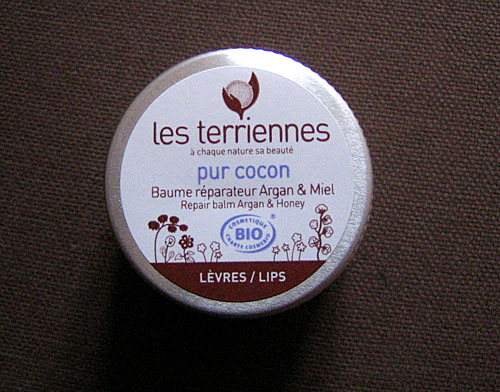 les terriennes
à chaque nature sa beauté
pur cocon
Baume réparateur Argan & Miel
Repair balm Argan & Honey
COSMETIQUE
BIO
CHARTE COSMEBIO
LÈVRES / LIPS